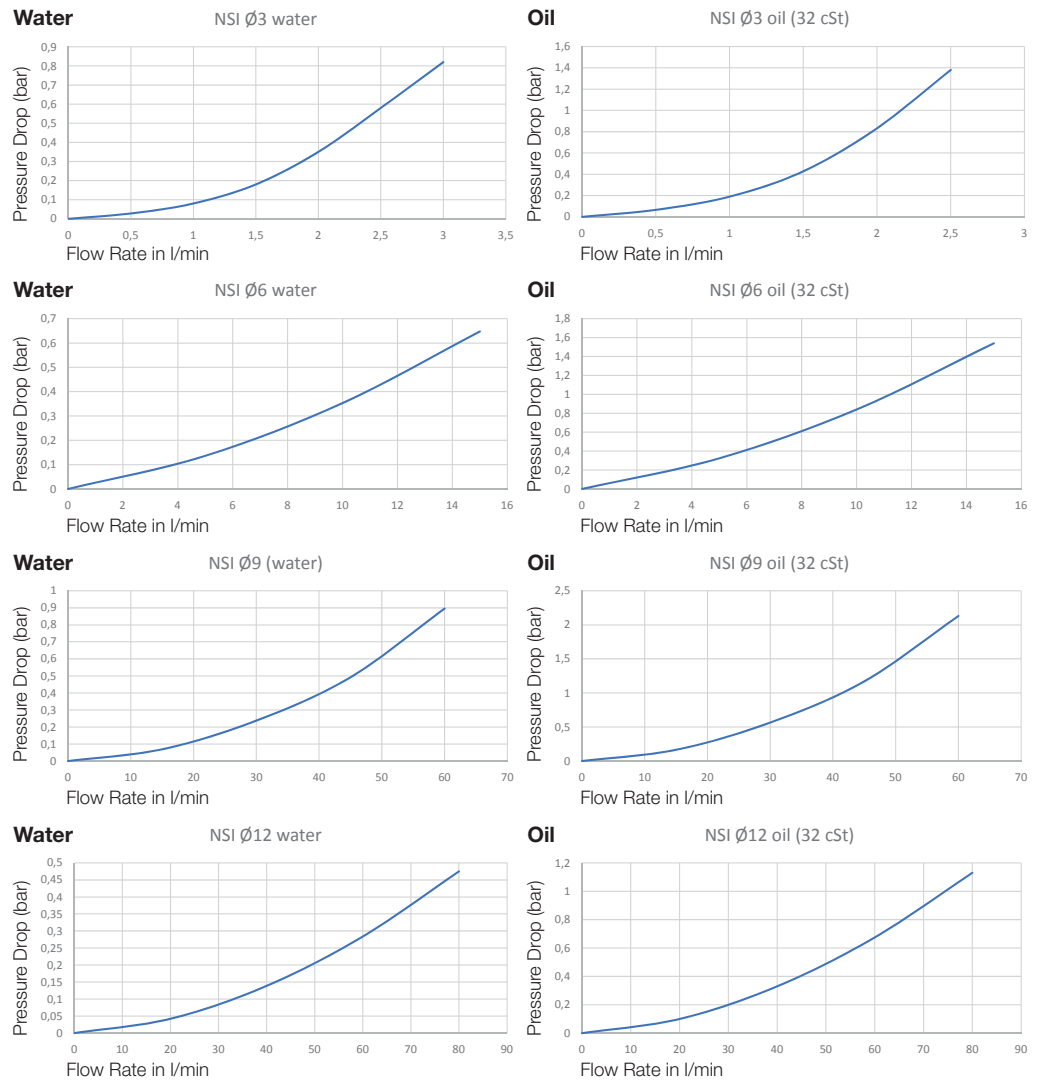 Water
NSI Ø3 water
Pressure Drop (bar)
0,9
0,8
0,7
0,6
0,5
0,4
0,3
0,2
0,1
0
0 0,5 1 1,5 2 2,5 3 3,5
Flow Rate in l/min
Oil
NSI Ø3 oil (32 cSt)
Pressure Drop (bar)
1,6
1,4
1,2
1
0,8
0,6
0,4
0,2
0
0 0,5 1 1,5 2 2,5 3
Flow Rate in l/min
Water
NSI Ø6 water
Pressure Drop (bar)
0,7
0,6
0,5
0,4
0,3
0,2
0,1
0
0 2 4 6 8 10 12 14 16
Flow Rate in l/min
Oil
NSI Ø6 oil (32 cSt)
Pressure Drop (bar)
1,8
1,6
1,4
1,2
1
0,8
0,6
0,4
0,2
0
0 2 4 6 8 10 12 14 16
Flow Rate in l/min
Water
NSI Ø9 (water)
Pressure Drop (bar)
1
0,9
0,8
0,7
0,6
0,5
0,4
0,3
0,2
0,1
0
0 10 20 30 40 50 60 70
Flow Rate in l/min
Oil
NSI Ø9 oil (32 cSt)
Pressure Drop (bar)
2,5
2
1,5
1
0,5
0
0 10 20 30 40 50 60 70
Flow Rate in l/min
Water
NSI Ø12 water
Pressure Drop (bar)
0,5
0,45
0,4
0,35
0,3
0,25
0,2
0,15
0,1
0,05
0
0 10 20 30 40 50 60 70 80 90
Flow Rate in l/min
Oil
NSI Ø12 oil (32 cSt)
Pressure Drop (bar)
1,2
1
0,8
0,6
0,4
0,2
0
0 10 20 30 40 50 60 70 80 90
Flow Rate in l/min